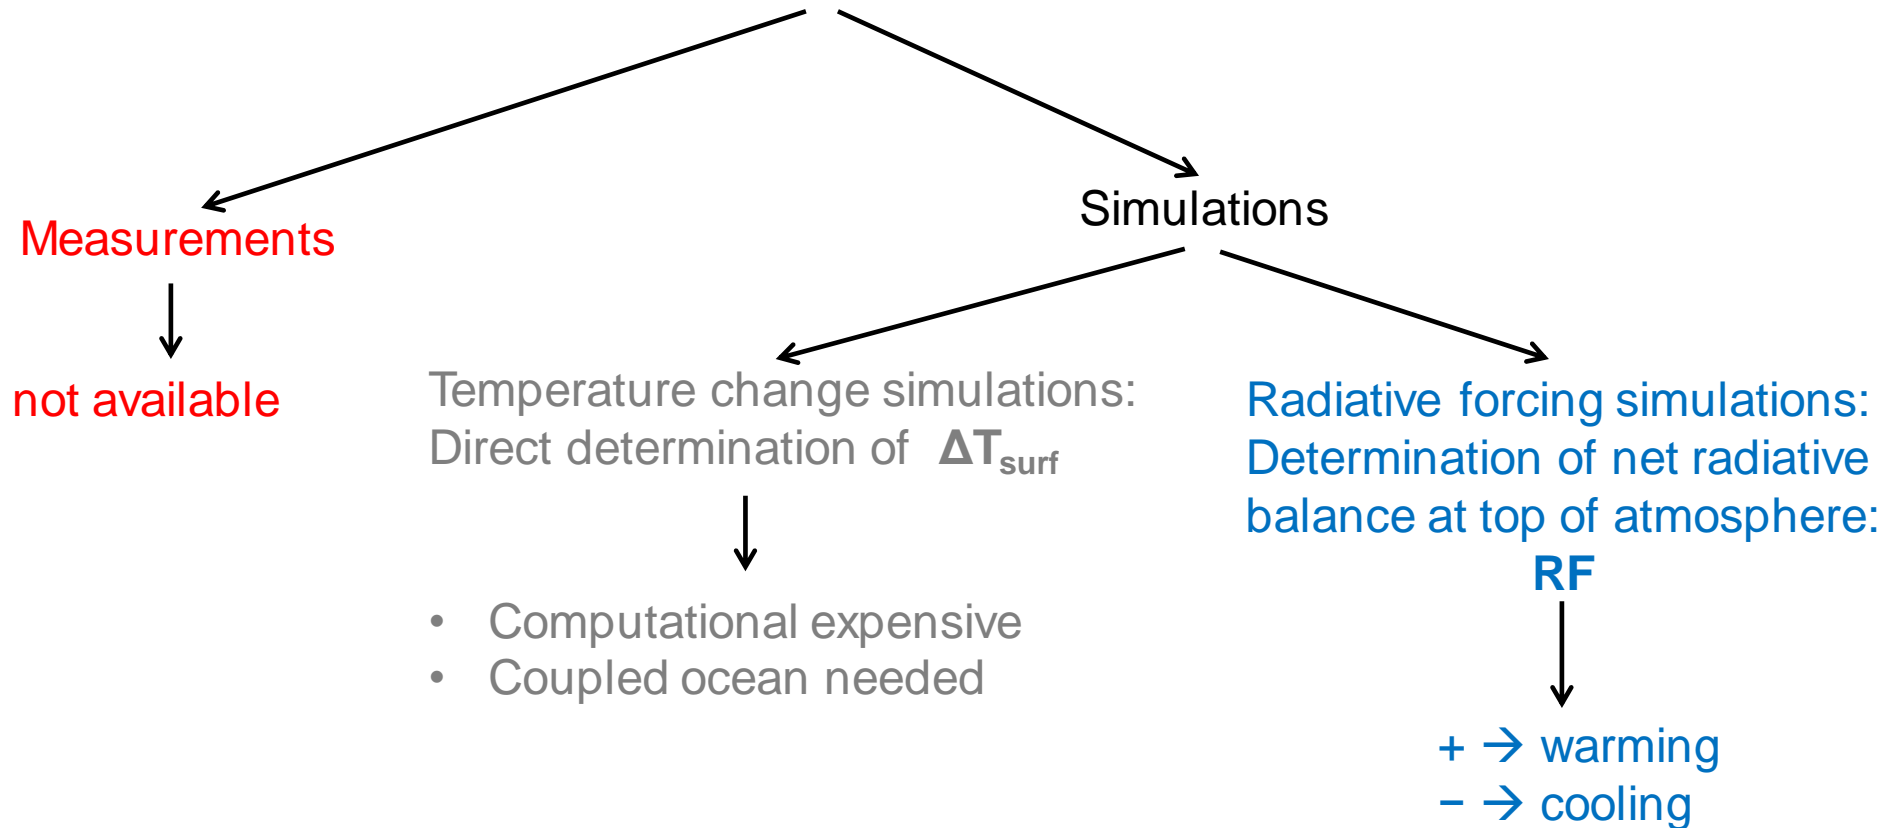 Measurements
not available
Simulations
Temperature change simulations:
Direct determination of ΔTsurf
• Computational expensive
• Coupled ocean needed
Radiative forcing simulations:
Determination of net radiative
balance at top of atmosphere:
RF
+ → warming
− → cooling